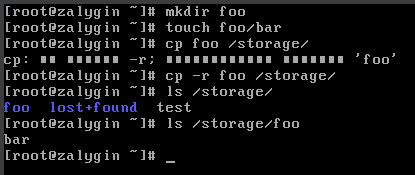 [root@zalygin ~]# mkdir foo
[root@zalygin ~]# touch foo/bar
[root@zalygin ~]# cp foo /storage/
cp: ■■ ■■■■■■ -r; ■■■■■■■■■■■■ ■■■■■■■ 'foo'
[root@zalygin ~]# cp -r foo /storage/
[root@zalygin ~]# ls /storage/
foo lost+found test
[root@zalygin ~]# ls /storage/foo
bar
[root@zalygin ~]# _